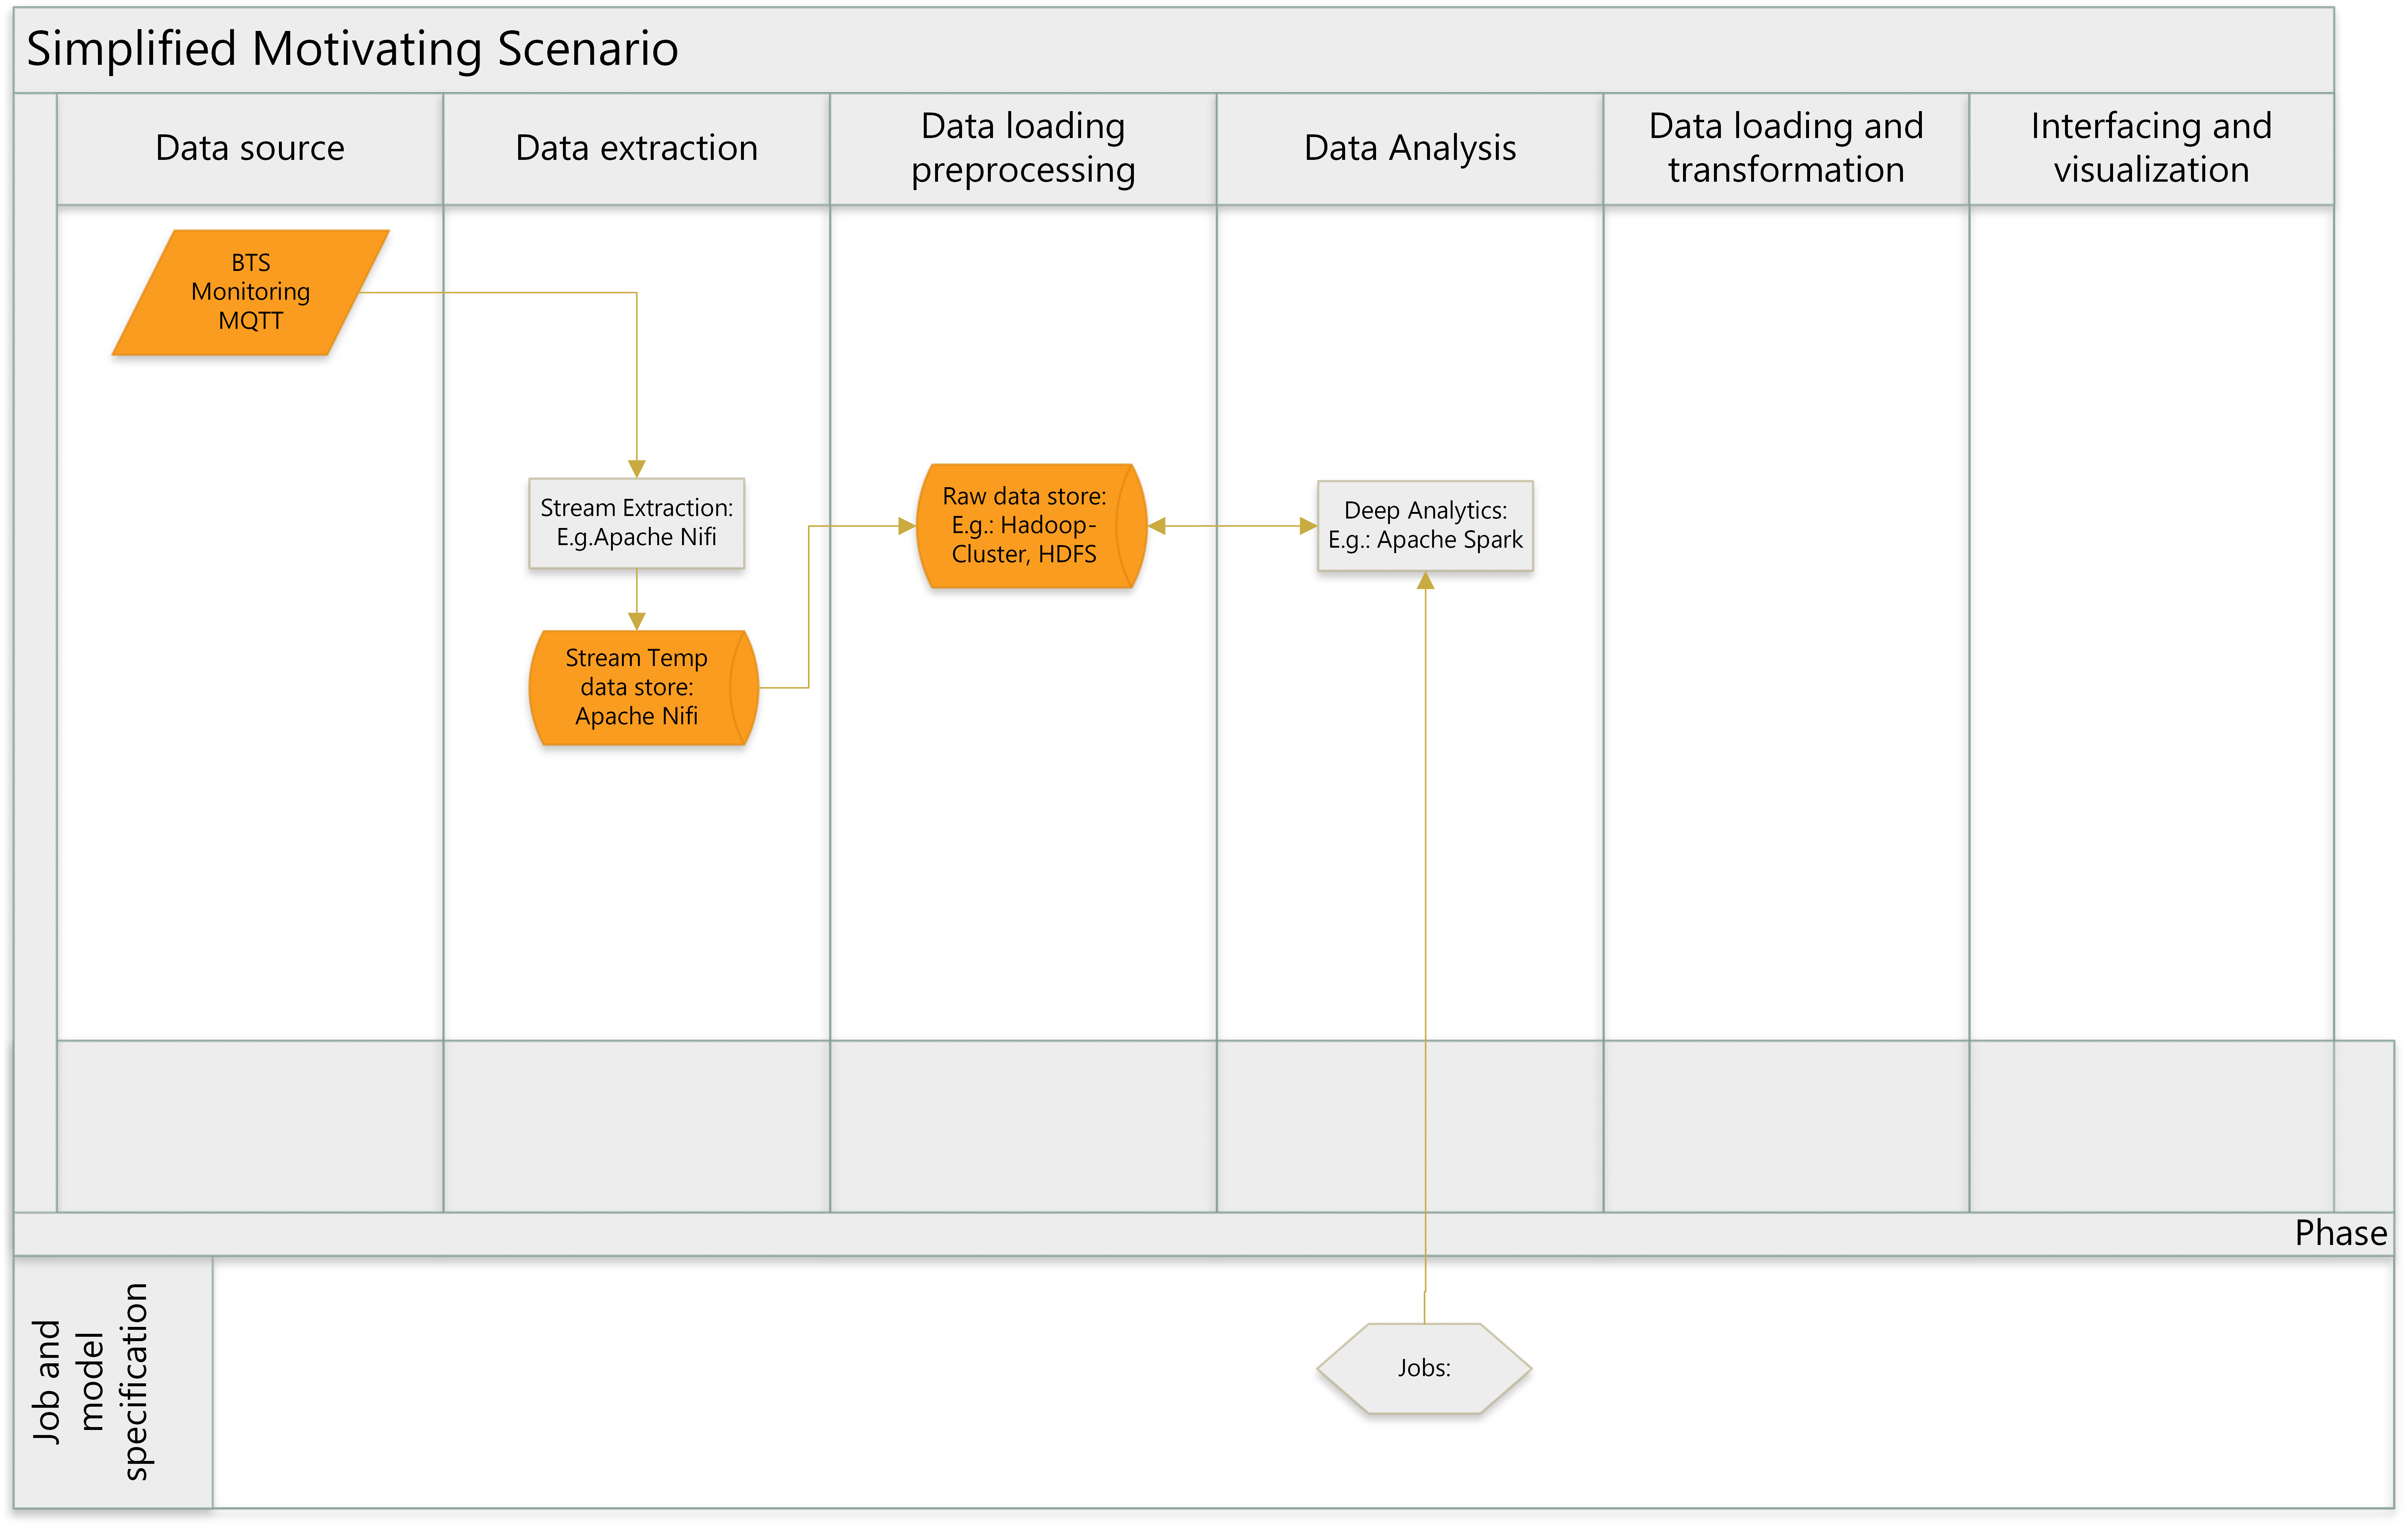 Simplified Motivating Scenario
Data source
Data extraction
Data loading
preprocessing
Data Analysis
Data loading and
transformation
Interfacing and
visualization
BTS
Monitoring
MQTT
Stream Extraction:
E.g.Apache Nifi
Stream Temp
data store:
Apache Nifi
Raw data store:
E.g.: Hadoop-
Cluster, HDFS
Deep Analytics:
E.g.: Apache Spark
Phase
Job and
model
specification
Jobs: